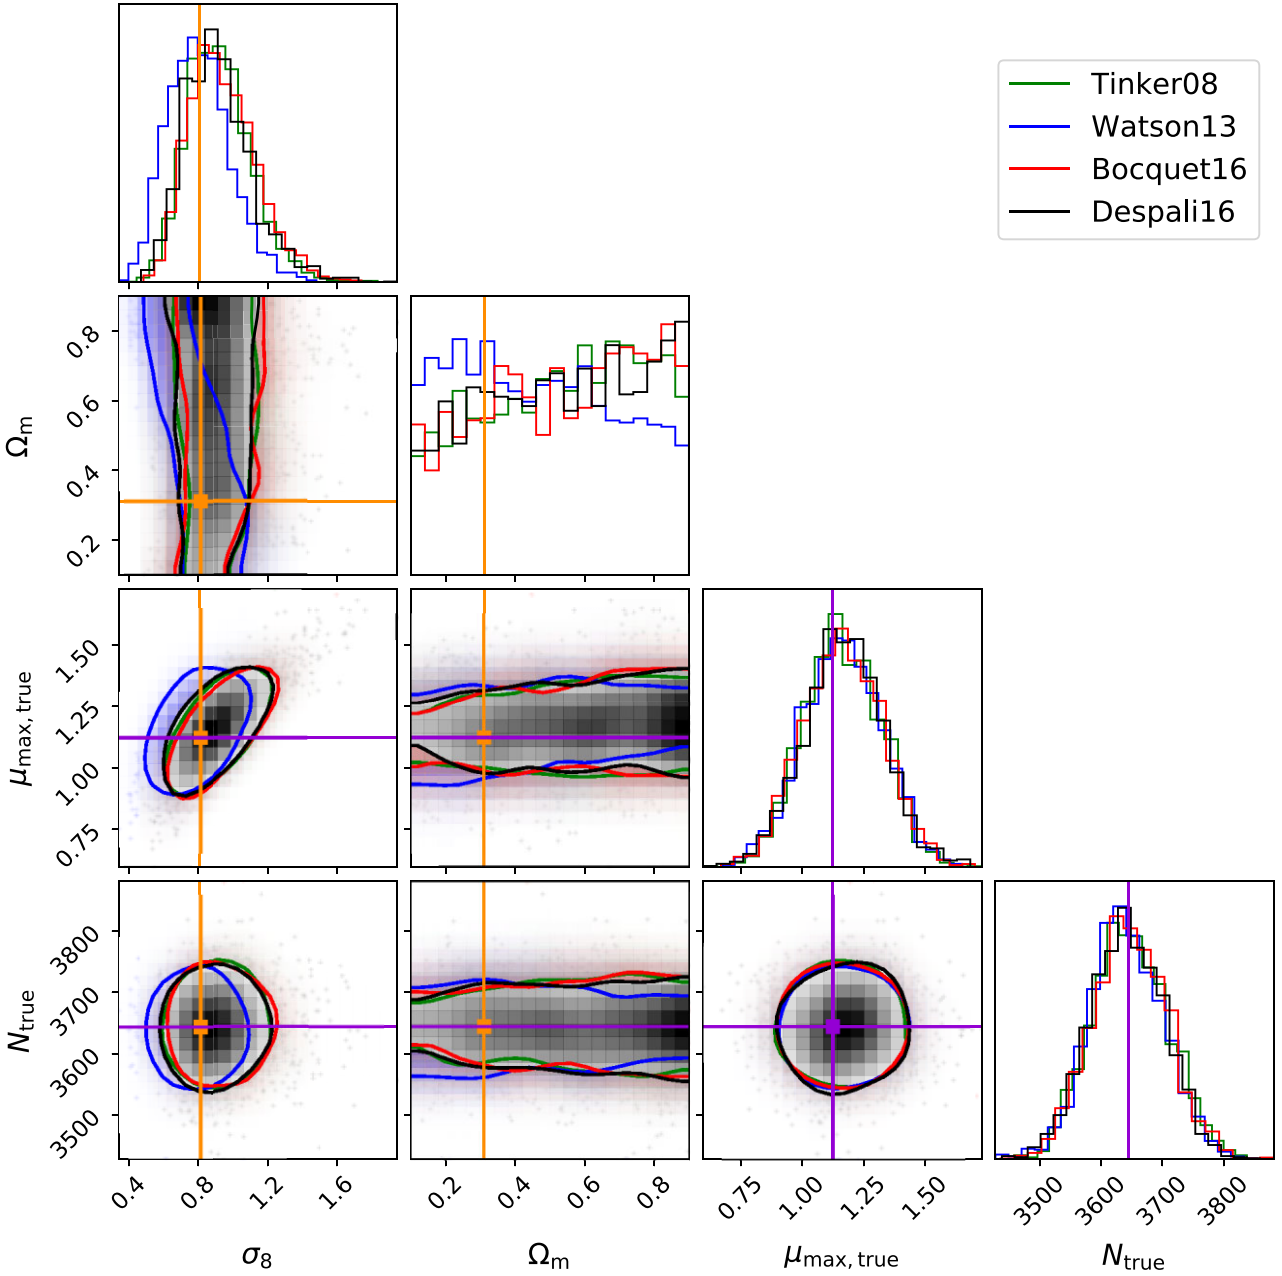 Tinker08
Watson13
Bocquet16
Despali16
0.8
0.6
0.4
0.2
Ωm
1.50
1.25
1.00
0.75
μmax, true
3800
3700
3600
3500
Ntrue
0.4 0.8 1.2 1.6
0.2 0.4 0.6 0.8
0.75 1.00 1.25 1.50
3500 3600 3700 3800
σ8
Ωm
μmax, true
Ntrue